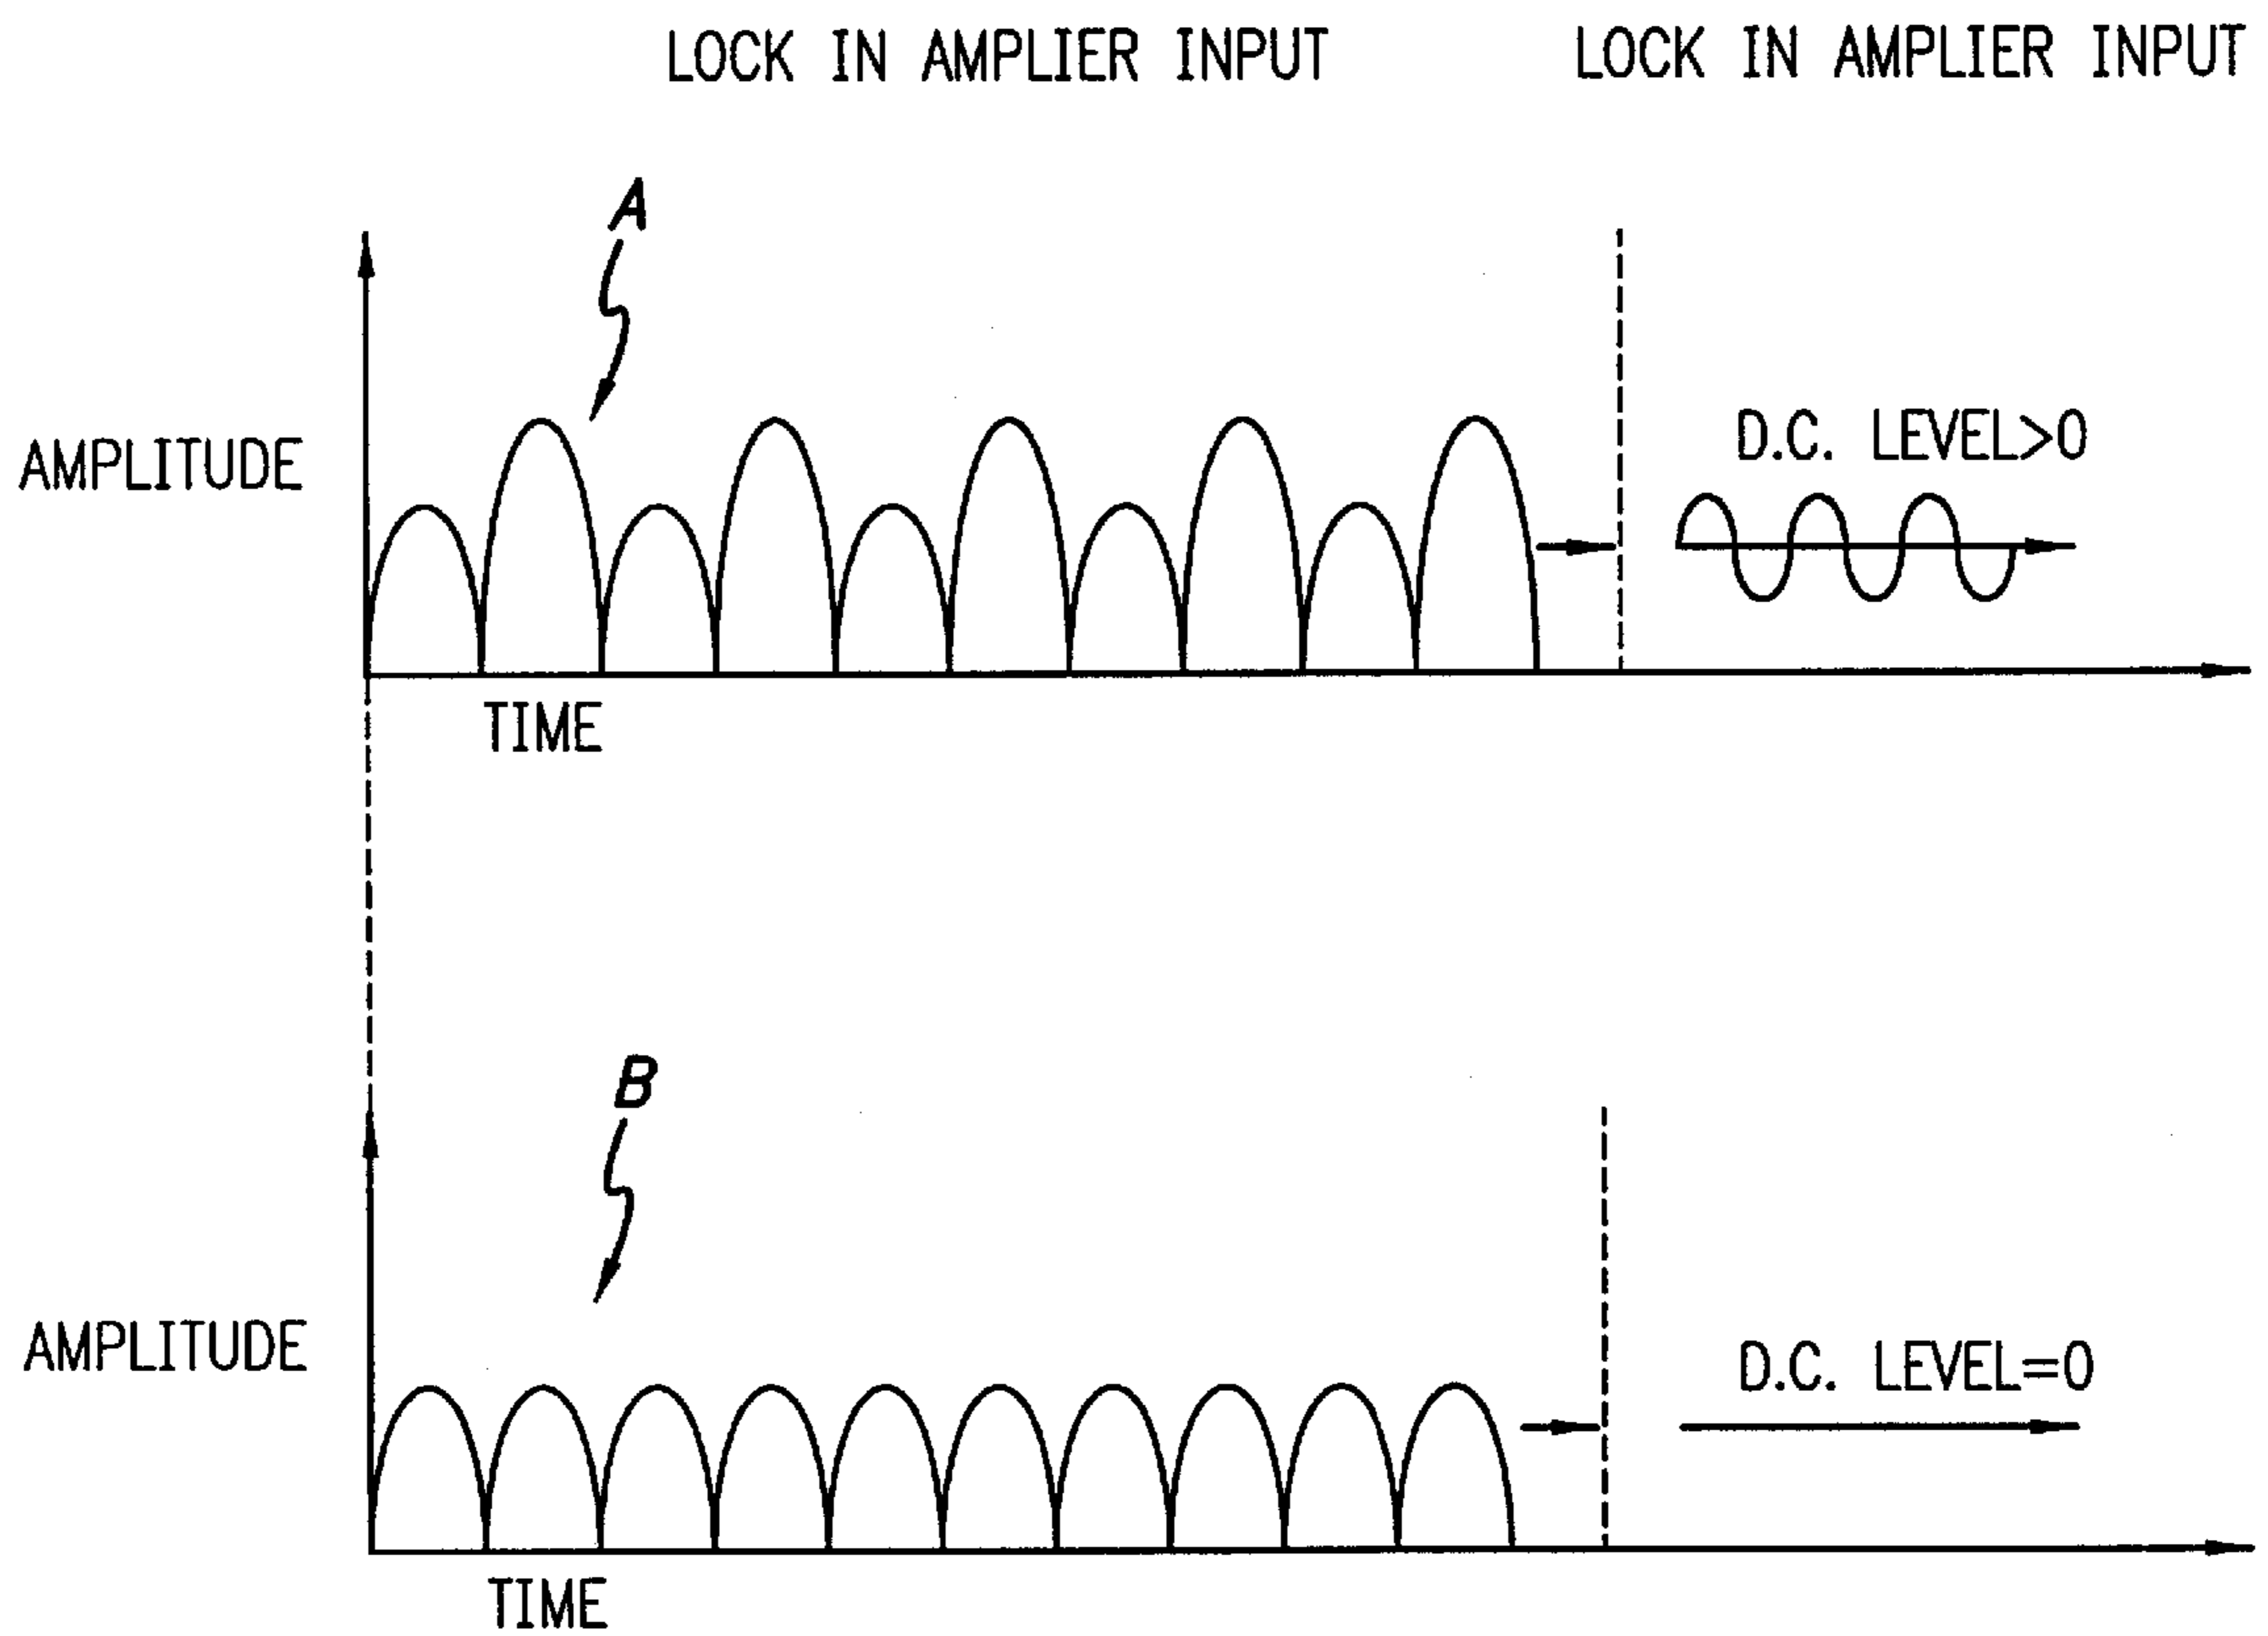 LOCK IN AMPLIER INPUT
LOCK IN AMPLIER INPUT
A
AMPLITUDE
D.C. LEVEL>0
TIME
B
AMPLITUDE
D.C. LEVEL=0
TIME